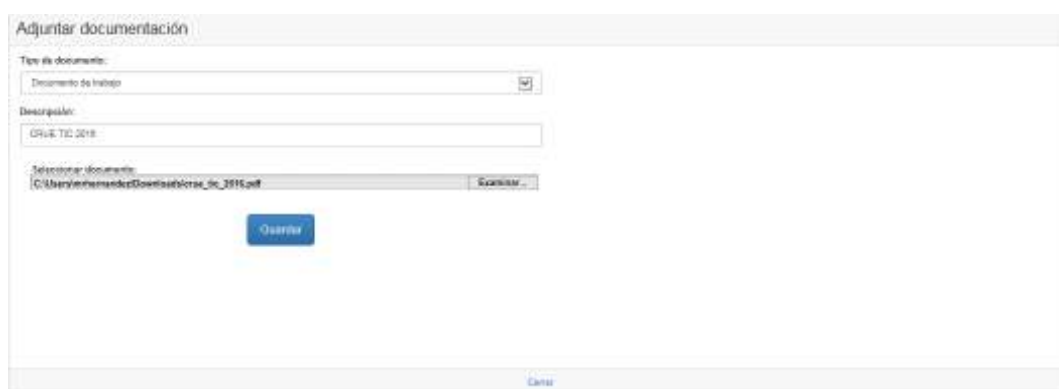 Adjuntar documentación
Tipo de documento:
Documento de trabajo
Descripción:
CRUE TIC 2016
Seleccionar documento:
C:\Users\mrhernandez\Downloads\crue_tic_2016.pdf Examinar...
Guardar
Cerrar